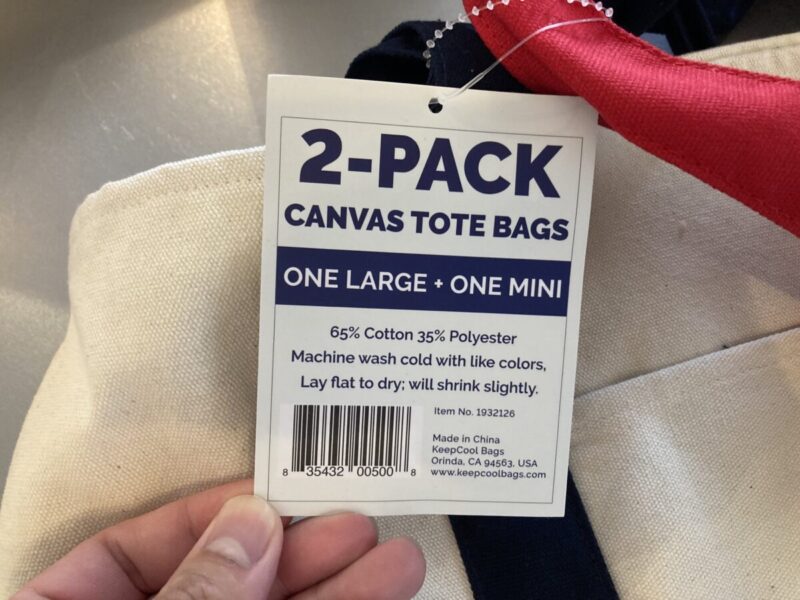 2-PACK
CANVAS TOTE BAGS
ONE LARGE + ONE MINI
65% Cotton 35% Polyester
Machine wash cold with like colors,
Lay flat to dry; will shrink slightly.
Item No. 1932126
Made in China
KeepCool Bags
Orinda, CA 94563, USA
www.keepcoolbags.com
8 35432 00500 8